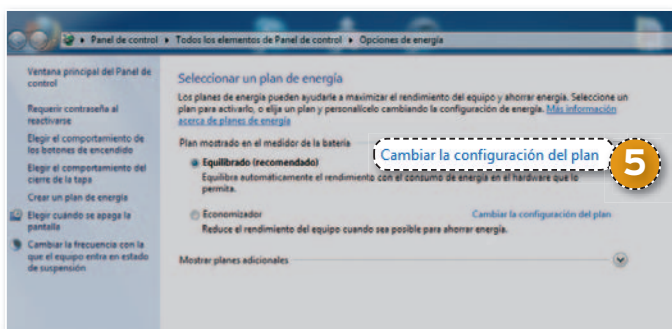 Panel de control ▸ Todos los elementos de Panel de control ▸ Opciones de energía
Ventana principal del Panel de
control
Requerir contraseña al
reactivarse
Elegir el comportamiento de
los botones de encendido
Elegir el comportamiento del
cierre de la tapa
Crear un plan de energía
Elegir cuándo se apaga la
pantalla
Cambiar la frecuencia con la
que el equipo entra en estado
de suspensión
Seleccionar un plan de energía
Los planes de energía pueden ayudarle a maximizar el rendimiento del equipo y ahorrar energía. Seleccione un
plan para activarlo, o elija un plan y personalícelo cambiando la configuración de energía. Más información
acerca de planes de energía
Plan mostrado en el medidor de la batería
Equilibrado (recomendado)
Cambiar la configuración del plan
5
Equilibra automáticamente el rendimiento con el consumo de energía en el hardware que lo
permita.
Economizador
Cambiar la configuración del plan
Reduce el rendimiento del equipo cuando sea posible para ahorrar energía.
Mostrar planes adicionales